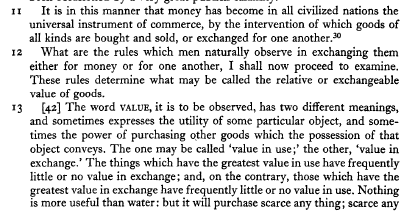 11 It is in this manner that money has become in all civilized nations the
universal instrument of commerce, by the intervention of which goods of
all kinds are bought and sold, or exchanged for one another.30
12 What are the rules which men naturally observe in exchanging them
either for money or for one another, I shall now proceed to examine.
These rules determine what may be called the relative or exchangeable
value of goods.
13 [42] The word VALUE, it is to be observed, has two different meanings,
and sometimes expresses the utility of some particular object, and some-
times the power of purchasing other goods which the possession of that
object conveys. The one may be called 'value in use;' the other, 'value in
exchange.' The things which have the greatest value in use have frequently
little or no value in exchange; and, on the contrary, those which have the
greatest value in exchange have frequently little or no value in use. Nothing
is more useful than water: but it will purchase scarce any thing; scarce any